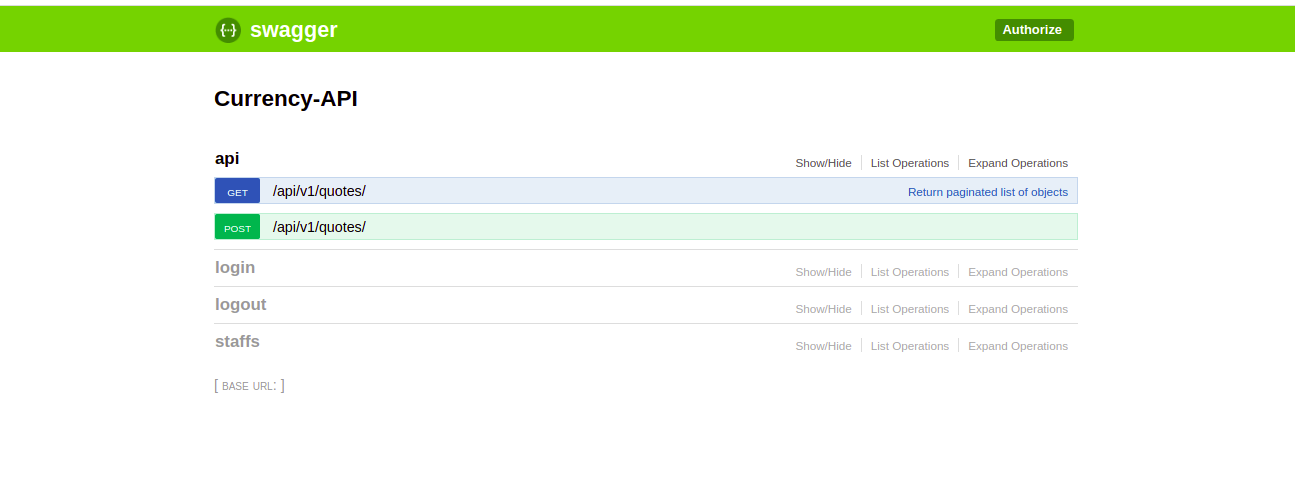 {···} swagger Authorize
Currency-API
api Show/Hide List Operations Expand Operations
GET /api/v1/quotes/ Return paginated list of objects
POST /api/v1/quotes/
login Show/Hide List Operations Expand Operations
logout Show/Hide List Operations Expand Operations
staffs Show/Hide List Operations Expand Operations
[ BASE URL: ]